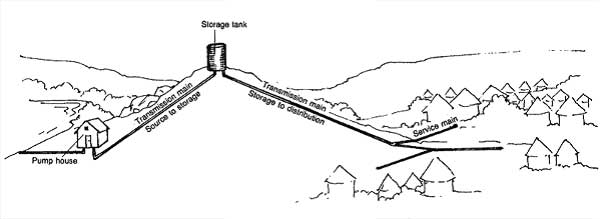 Storage tank
Transmission main
Source to storage
Transmission main
Storage to distribution
Service main
Pump house